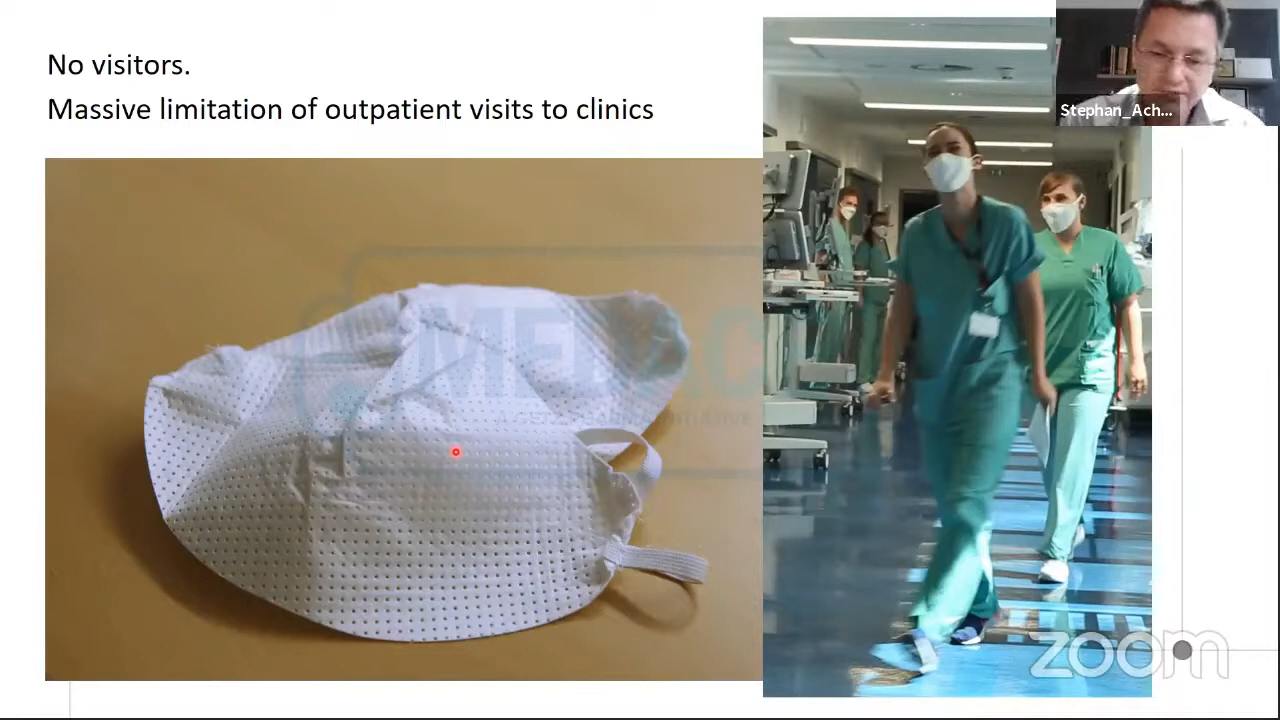 No visitors.
Massive limitation of outpatient visits to clinics
Stephan_Ach...
zoom